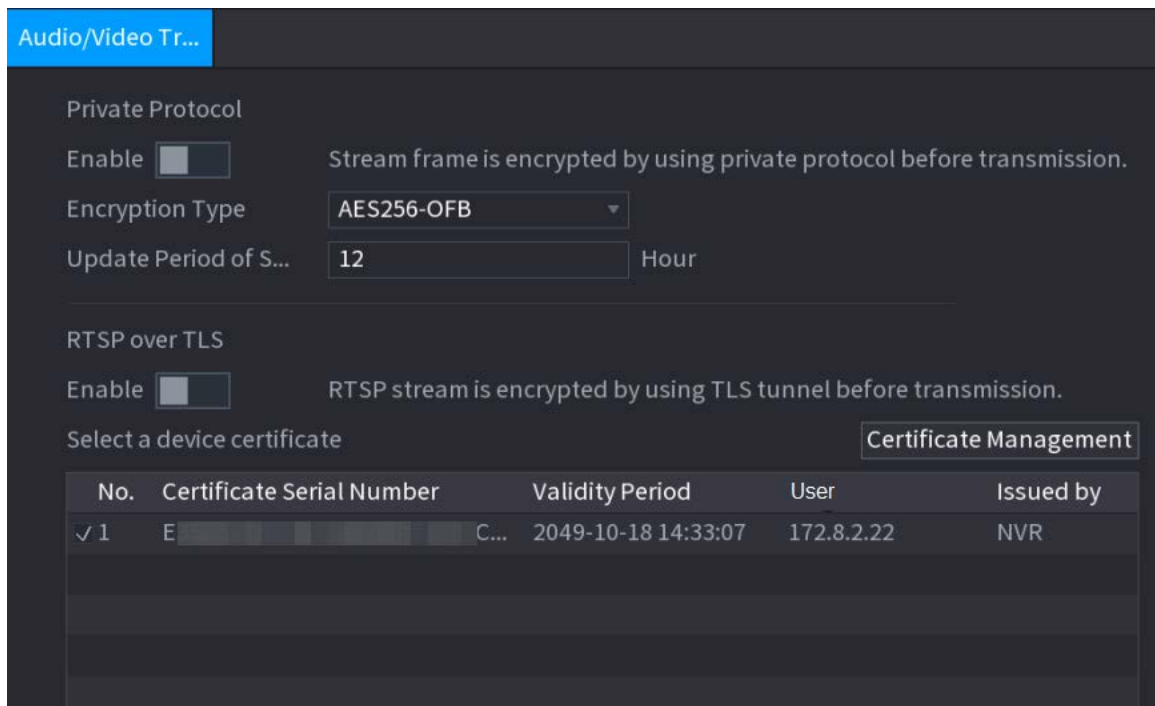 Audio/Video Tr...
Private Protocol
Enable Stream frame is encrypted by using private protocol before transmission.
Encryption Type AES256-OFB
Update Period of S... 12 Hour
RTSP over TLS
Enable RTSP stream is encrypted by using TLS tunnel before transmission.
Select a device certificate Certificate Management
No. Certificate Serial Number Validity Period User Issued by
1 E C... 2049-10-18 14:33:07 172.8.2.22 NVR